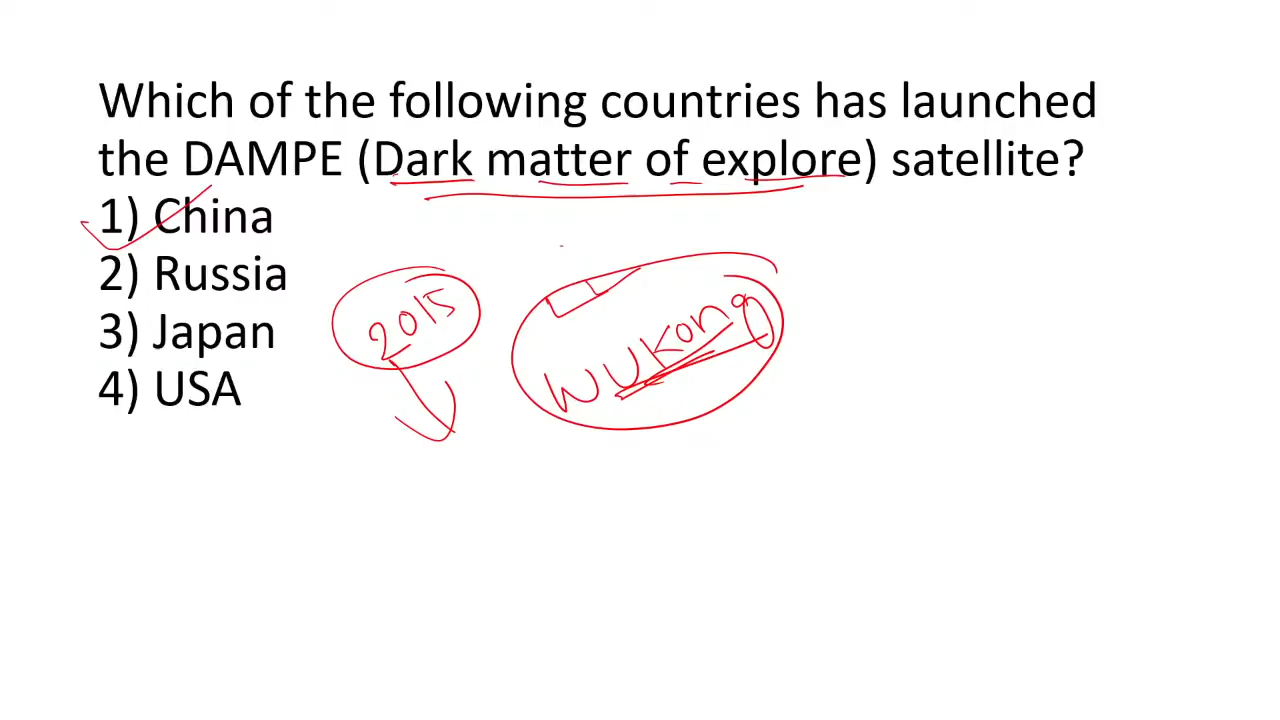 Which of the following countries has launched
the DAMPE (Dark matter of explore) satellite?
1) China
2) Russia
3) Japan
4) USA
2015
WUKong